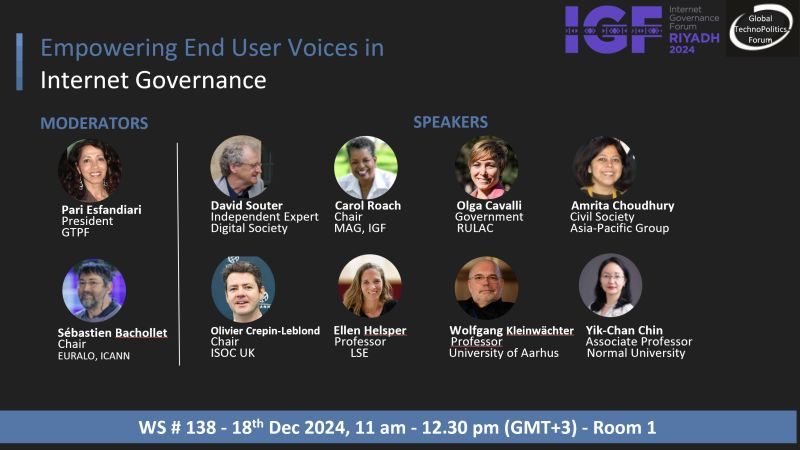 Empowering End User Voices in
Internet Governance
IGF
Internet
Governance
Forum
RIYADH
2024
Global
TechnoPolitics
Forum
MODERATORS
SPEAKERS
Pari Esfandiari
President
GTPF
David Souter
Independent Expert
Digital Society
Carol Roach
Chair
MAG, IGF
Olga Cavalli
Government
RULAC
Amrita Choudhury
Civil Society
Asia-Pacific Group
Sébastien Bachollet
Chair
EURALO, ICANN
Olivier Crepin-Leblond
Chair
ISOC UK
Ellen Helsper
Professor
LSE
Wolfgang Kleinwächter
Professor
University of Aarhus
Yik-Chan Chin
Associate Professor
Normal University
WS # 138 - 18th Dec 2024, 11 am - 12.30 pm (GMT+3) - Room 1